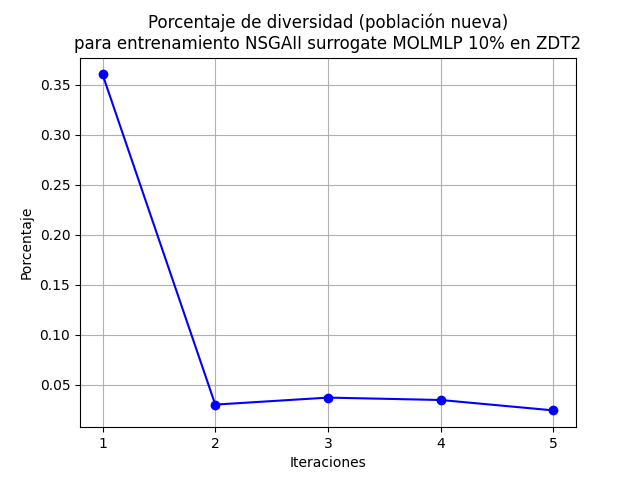 Porcentaje de diversidad (población nueva)
para entrenamiento NSGAII surrogate MOLMLP 10% en ZDT2
0.35
0.30
0.25
0.20
0.15
0.10
0.05
Porcentaje
1 2 3 4 5
Iteraciones